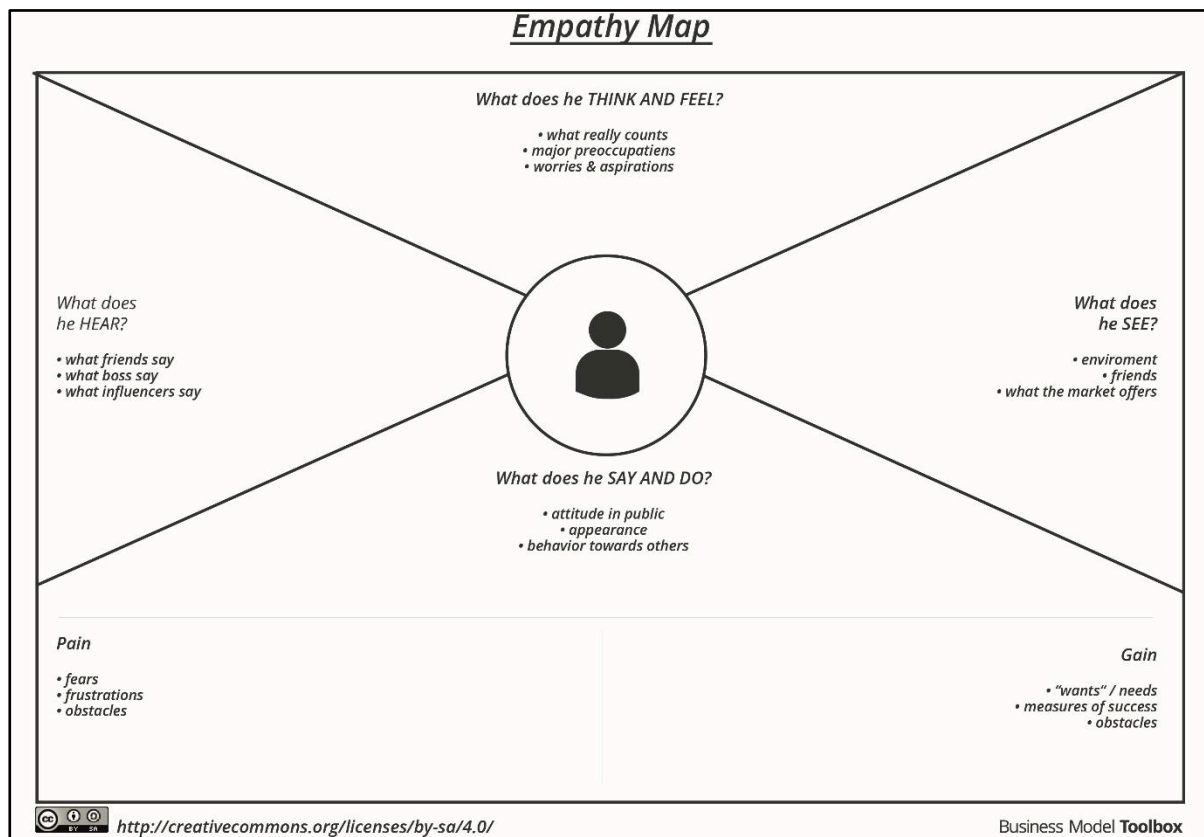 Empathy Map
What does he THINK AND FEEL?
• what really counts
• major preoccupatiens
• worries & aspirations
What does
he HEAR?
• what friends say
• what boss say
• what influencers say
What does
he SEE?
• enviroment
• friends
• what the market offers
What does he SAY AND DO?
• attitude in public
• appearance
• behavior towards others
Pain
• fears
• frustrations
• obstacles
Gain
• “wants” / needs
• measures of success
• obstacles
cc BY SA
http://creativecommons.org/licenses/by-sa/4.0/
Business Model Toolbox